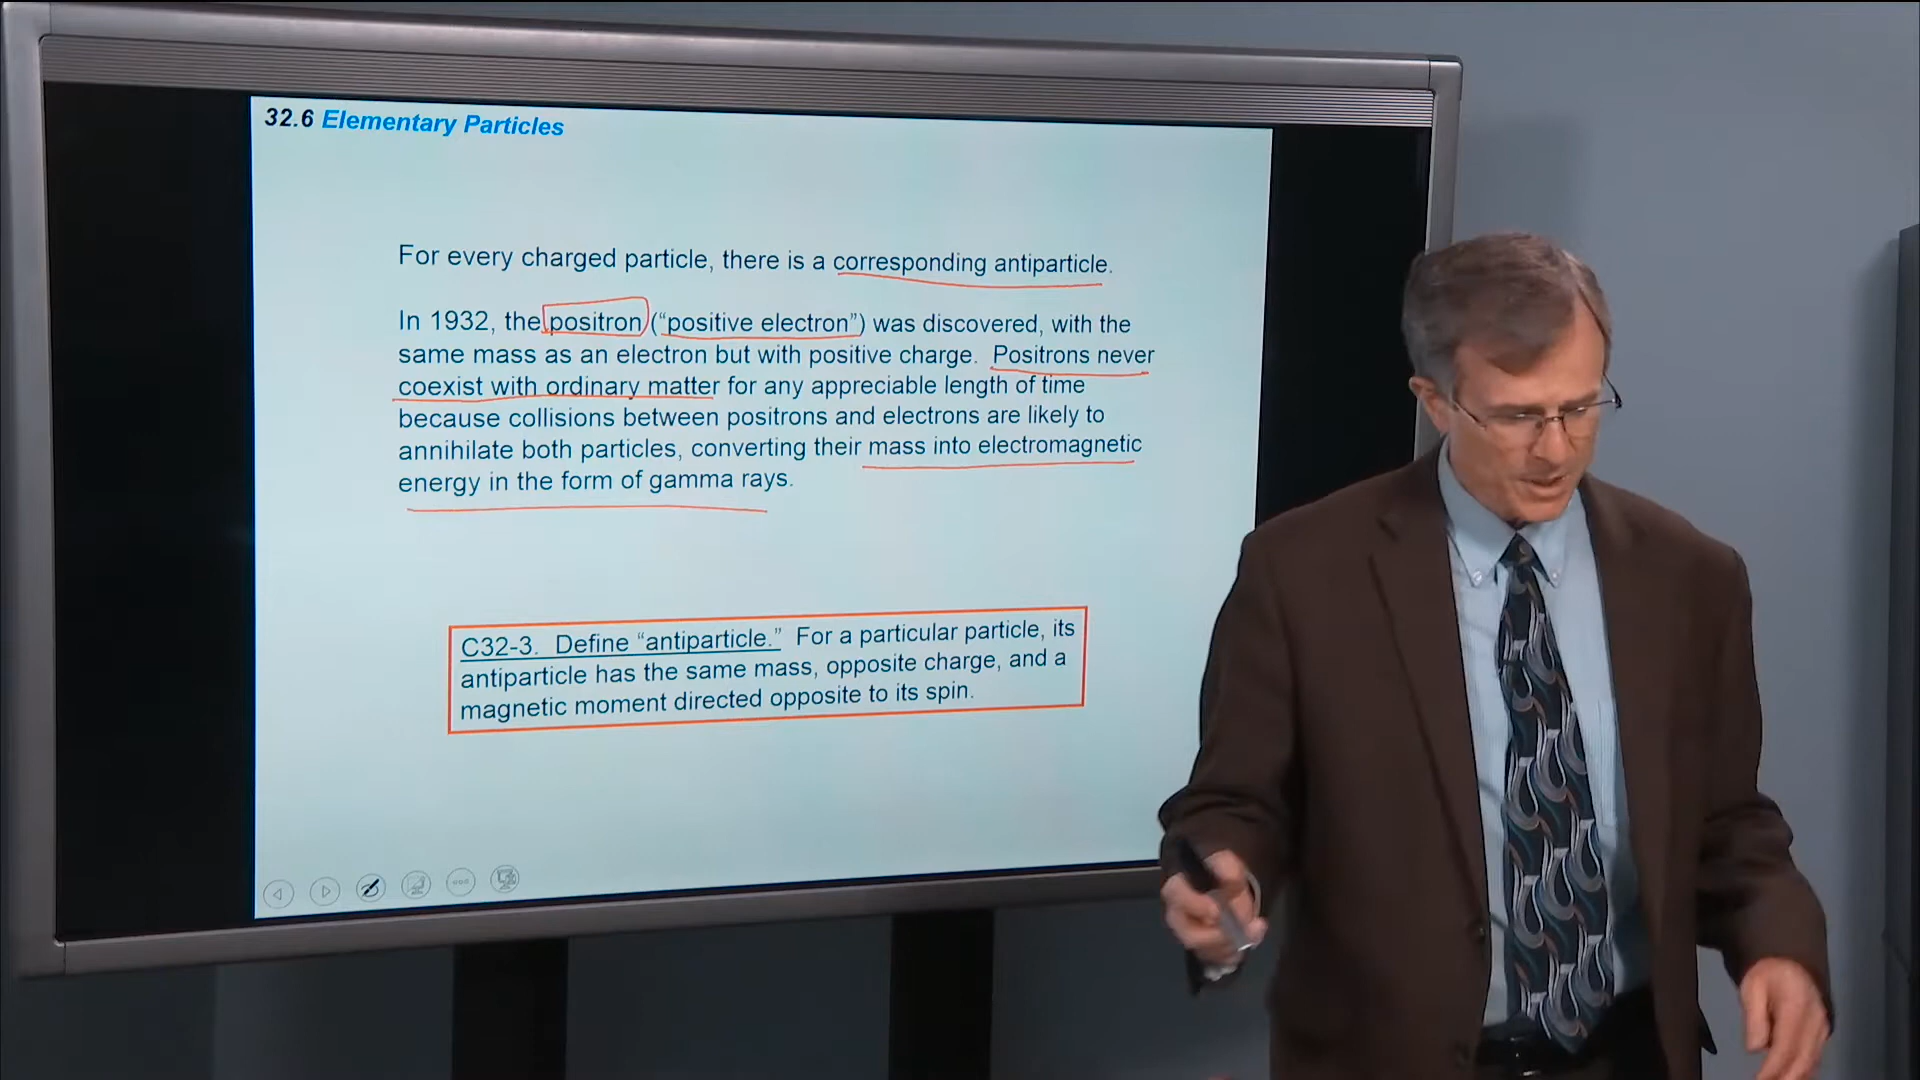 32.6 Elementary Particles
For every charged particle, there is a corresponding antiparticle.
In 1932, the positron (“positive electron”) was discovered, with the
same mass as an electron but with positive charge. Positrons never
coexist with ordinary matter for any appreciable length of time
because collisions between positrons and electrons are likely to
annihilate both particles, converting their mass into electromagnetic
energy in the form of gamma rays.
C32-3. Define “antiparticle.” For a particular particle, its
antiparticle has the same mass, opposite charge, and a
magnetic moment directed opposite to its spin.